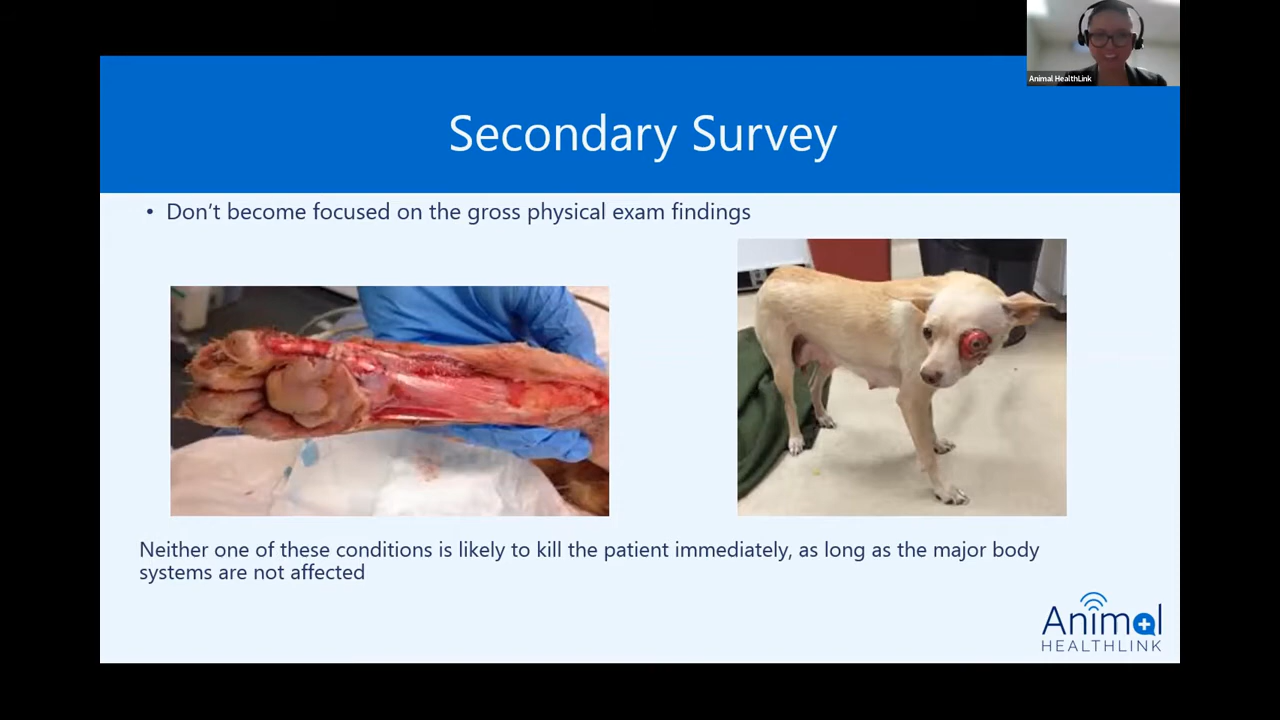 Animal HealthLink
Secondary Survey
• Don't become focused on the gross physical exam findings
Neither one of these conditions is likely to kill the patient immediately, as long as the major body
systems are not affected
Animal
HEALTHLINK